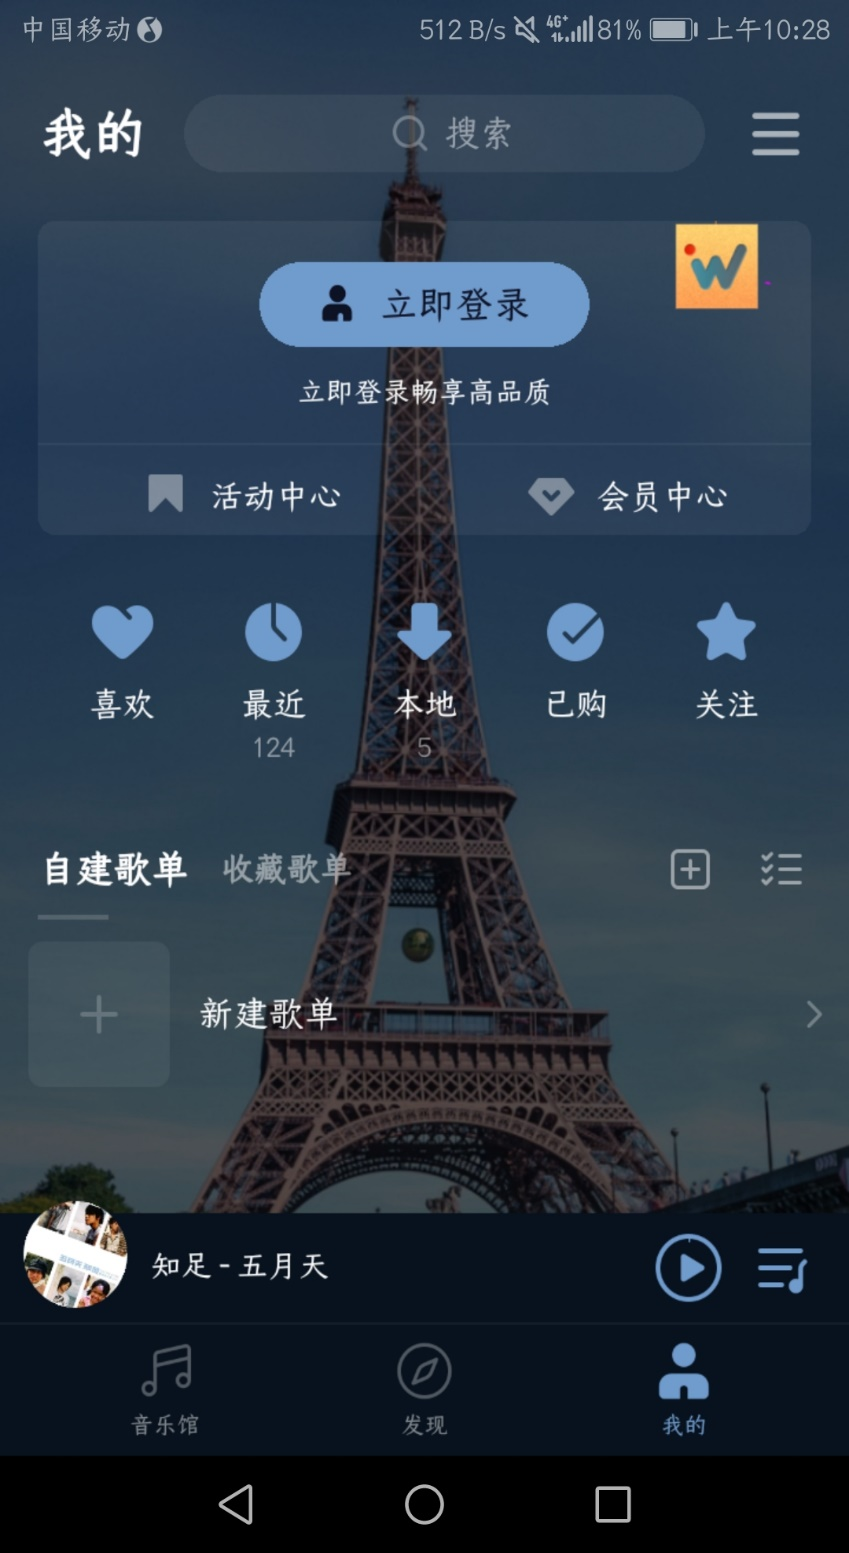 中国移动 512 B/s 4G+ 81% 上午10:28
我的 搜索
W
立即登录
立即登录畅享高品质
活动中心 会员中心
喜欢 最近 本地 已购 关注
124 5
自建歌单 收藏歌单
新建歌单
知足 - 五月天
音乐馆 发现 我的